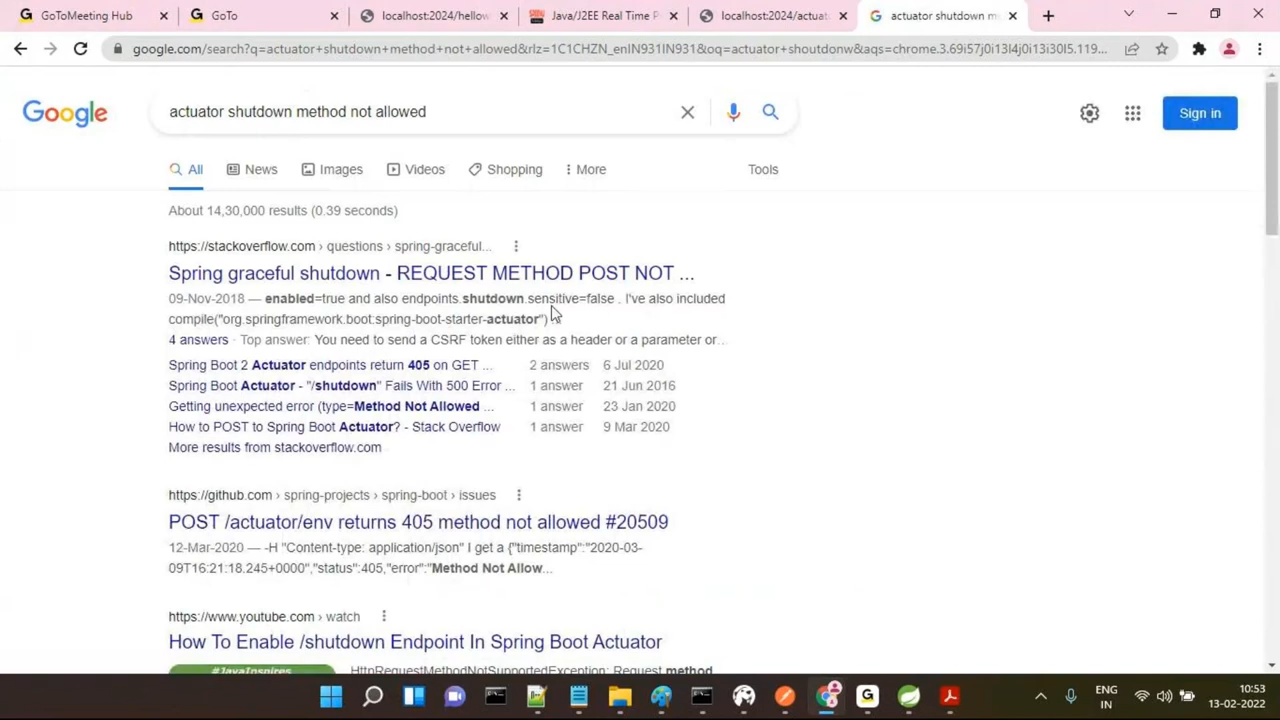 GoToMeeting Hub
GoTo
localhost:2024/hellow
Java/J2EE Real Time P
localhost:2024/actuat
actuator shutdown m
google.com/search?q=actuator+shutdown+method+not+allowed&rlz=1C1CHZN_enIN931IN931&oq=actuator+shoutdonw&aqs=chrome.3.69i57j0i13l4j0i13i30l5.119...
Google
actuator shutdown method not allowed
Sign in
All
News
Images
Videos
Shopping
More
Tools
About 14,30,000 results (0.39 seconds)
https://stackoverflow.com › questions › spring-graceful...
Spring graceful shutdown - REQUEST METHOD POST NOT ...
09-Nov-2018 — enabled=true and also endpoints.shutdown.sensitive=false . I've also included
compile("org.springframework.boot:spring-boot-starter-actuator")
4 answers · Top answer: You need to send a CSRF token either as a header or a parameter or...
Spring Boot 2 Actuator endpoints return 405 on GET ... 2 answers 6 Jul 2020
Spring Boot Actuator - "/shutdown" Fails With 500 Error ... 1 answer 21 Jun 2016
Getting unexpected error (type=Method Not Allowed ... 1 answer 23 Jan 2020
How to POST to Spring Boot Actuator? - Stack Overflow 1 answer 9 Mar 2020
More results from stackoverflow.com
https://github.com › spring-projects › spring-boot › issues
POST /actuator/env returns 405 method not allowed #20509
12-Mar-2020 — -H "Content-type: application/json" I get a {"timestamp":"2020-03-
09T16:21:18.245+0000","status":405,"error":"Method Not Allow...
https://www.youtube.com › watch
How To Enable /shutdown Endpoint In Spring Boot Actuator
#JavaInspires
HttpRequestMethodNotSupportedException: Request method
ENG
IN
10:53
13-02-2022